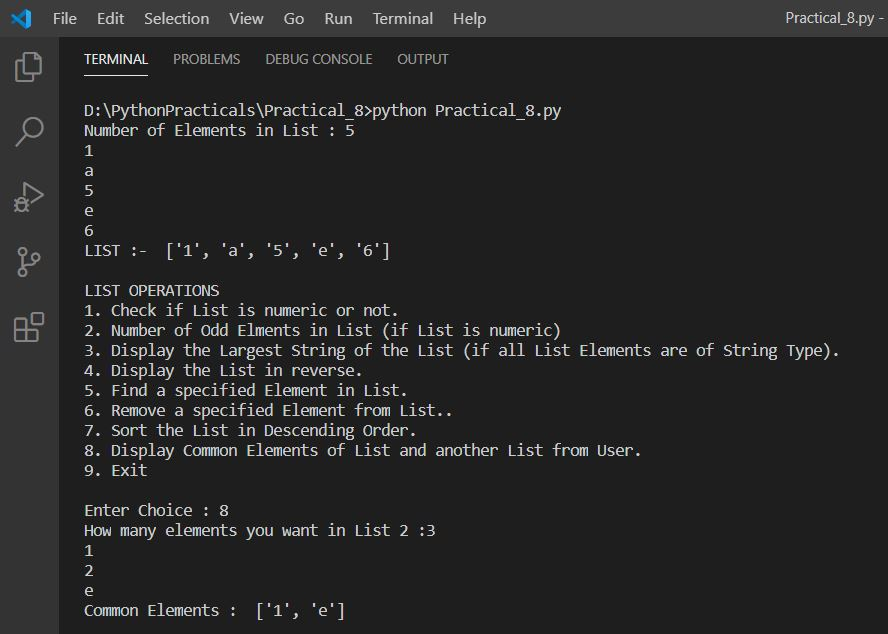 File Edit Selection View Go Run Terminal Help Practical_8.py -
TERMINAL PROBLEMS DEBUG CONSOLE OUTPUT
D:\PythonPracticals\Practical_8>python Practical_8.py
Number of Elements in List : 5
1
a
5
e
6
LIST :-  ['1', 'a', '5', 'e', '6']
LIST OPERATIONS
1. Check if List is numeric or not.
2. Number of Odd Elments in List (if List is numeric)
3. Display the Largest String of the List (if all List Elements are of String Type).
4. Display the List in reverse.
5. Find a specified Element in List.
6. Remove a specified Element from List..
7. Sort the List in Descending Order.
8. Display Common Elements of List and another List from User.
9. Exit
Enter Choice : 8
How many elements you want in List 2 :3
1
2
e
Common Elements :  ['1', 'e']